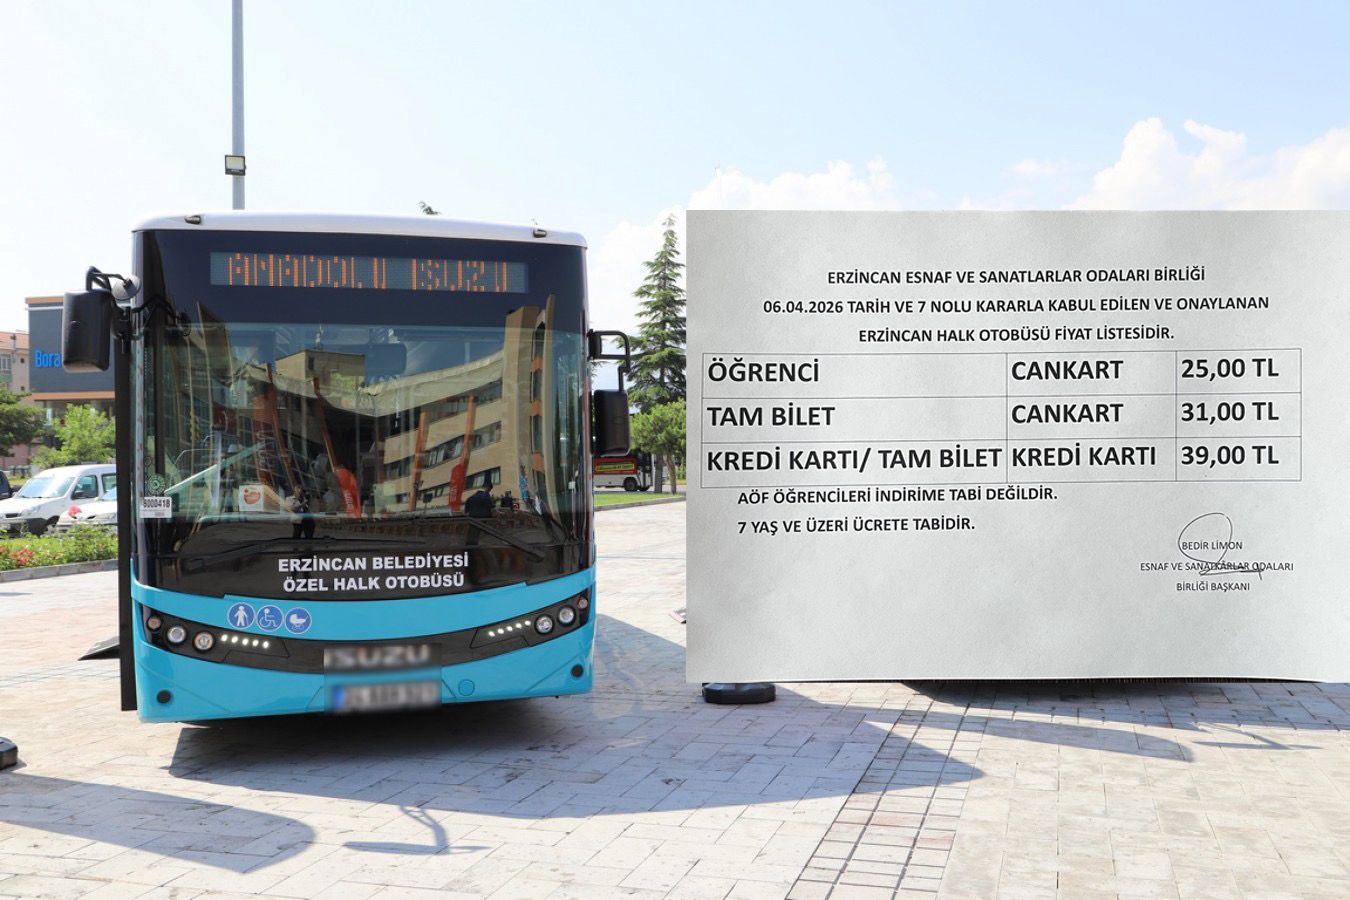 ANADOLU ISUZU
Bora
600041B
ERZİNCAN BELEDİYESİ
ÖZEL HALK OTOBÜSÜ
ISUZU
ERZİNCAN ESNAF VE SANATLARLAR ODALARI BİRLİĞİ
06.04.2026 TARİH VE 7 NOLU KARARLA KABUL EDİLEN VE ONAYLANAN
ERZİNCAN HALK OTOBÜSÜ FİYAT LİSTESİDİR.
ÖĞRENCİ CANKART 25,00 TL
TAM BİLET CANKART 31,00 TL
KREDİ KARTI/ TAM BİLET KREDİ KARTI 39,00 TL
AÖF ÖĞRENCİLERİ İNDİRİME TABİ DEĞİLDİR.
7 YAŞ VE ÜZERİ ÜCRETE TABİDİR.
BEDİR LİMON
ESNAF VE SANATKARLAR ODALARI
BİRLİĞİ BAŞKANI